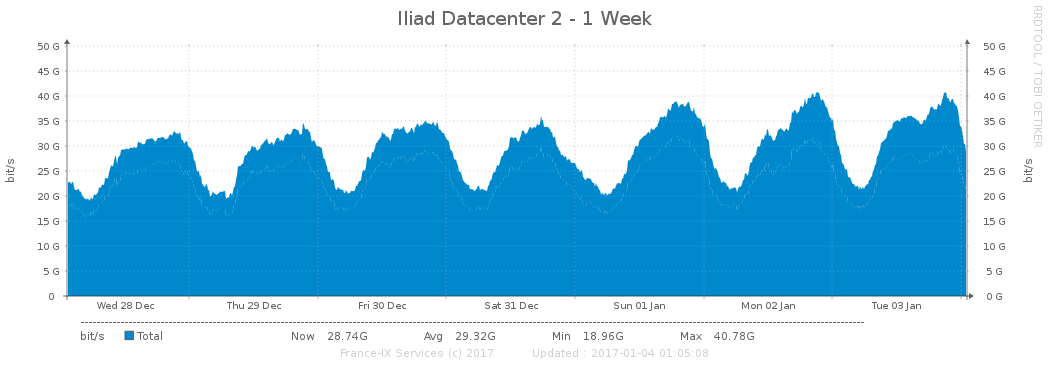 Iliad Datacenter 2 - 1 Week
RRDTOOL / TOBI OETIKER
50 G 50 G
45 G 45 G
40 G 40 G
35 G 35 G
30 G 30 G
25 G 25 G
20 G 20 G
15 G 15 G
10 G 10 G
5 G 5 G
0 0 G
bit/s
bit/s
Wed 28 Dec Thu 29 Dec Fri 30 Dec Sat 31 Dec Sun 01 Jan Mon 02 Jan Tue 03 Jan
bit/s Total Now 28.74G Avg 29.32G Min 18.96G Max 40.78G
France-IX Services (c) 2017 Updated : 2017-01-04 01:05:08